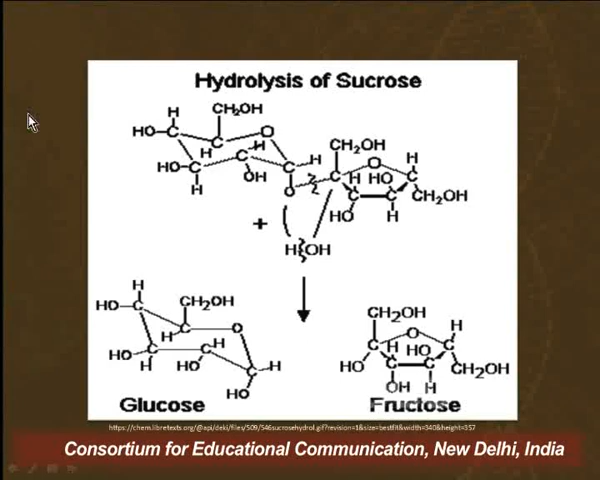 Hydrolysis of Sucrose
H CH₂OH
HO C O
H C H CH₂OH
HO C C C H O H
H OH O C H HO C
C C CH₂OH
HO H
+
H OH
H
HO C CH₂OH CH₂OH
H C O O H
HO C C H C H HO C
H HO C H HO C C CH₂OH
HO OH H
Glucose Fructose
https://chem.libretexts.org/@api/deki/files/509/546sucrosehydrol.gif?revision=1&size=bestfit&width=340&height=357
Consortium for Educational Communication, New Delhi, India